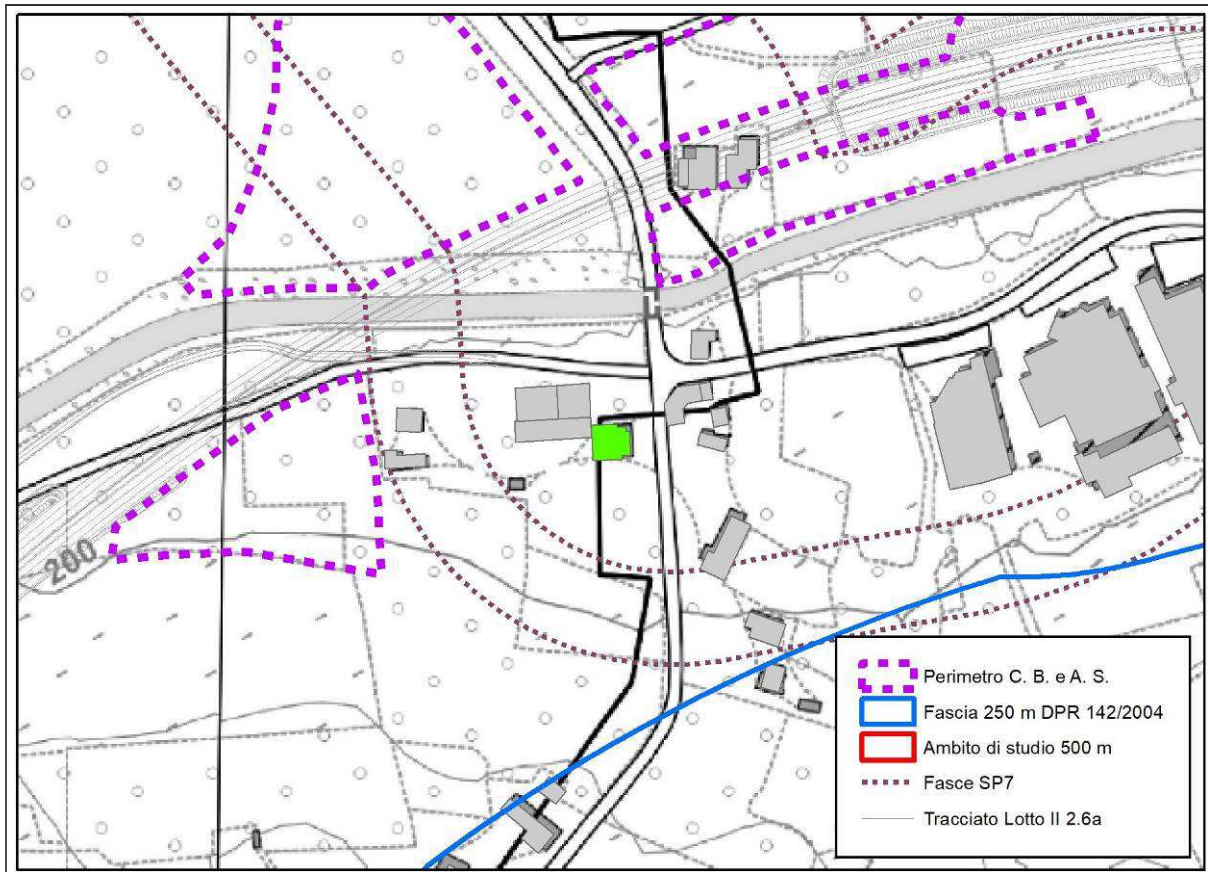 200
Perimetro C. B. e A. S.
Fascia 250 m DPR 142/2004
Ambito di studio 500 m
Fasce SP7
Tracciato Lotto II 2.6a